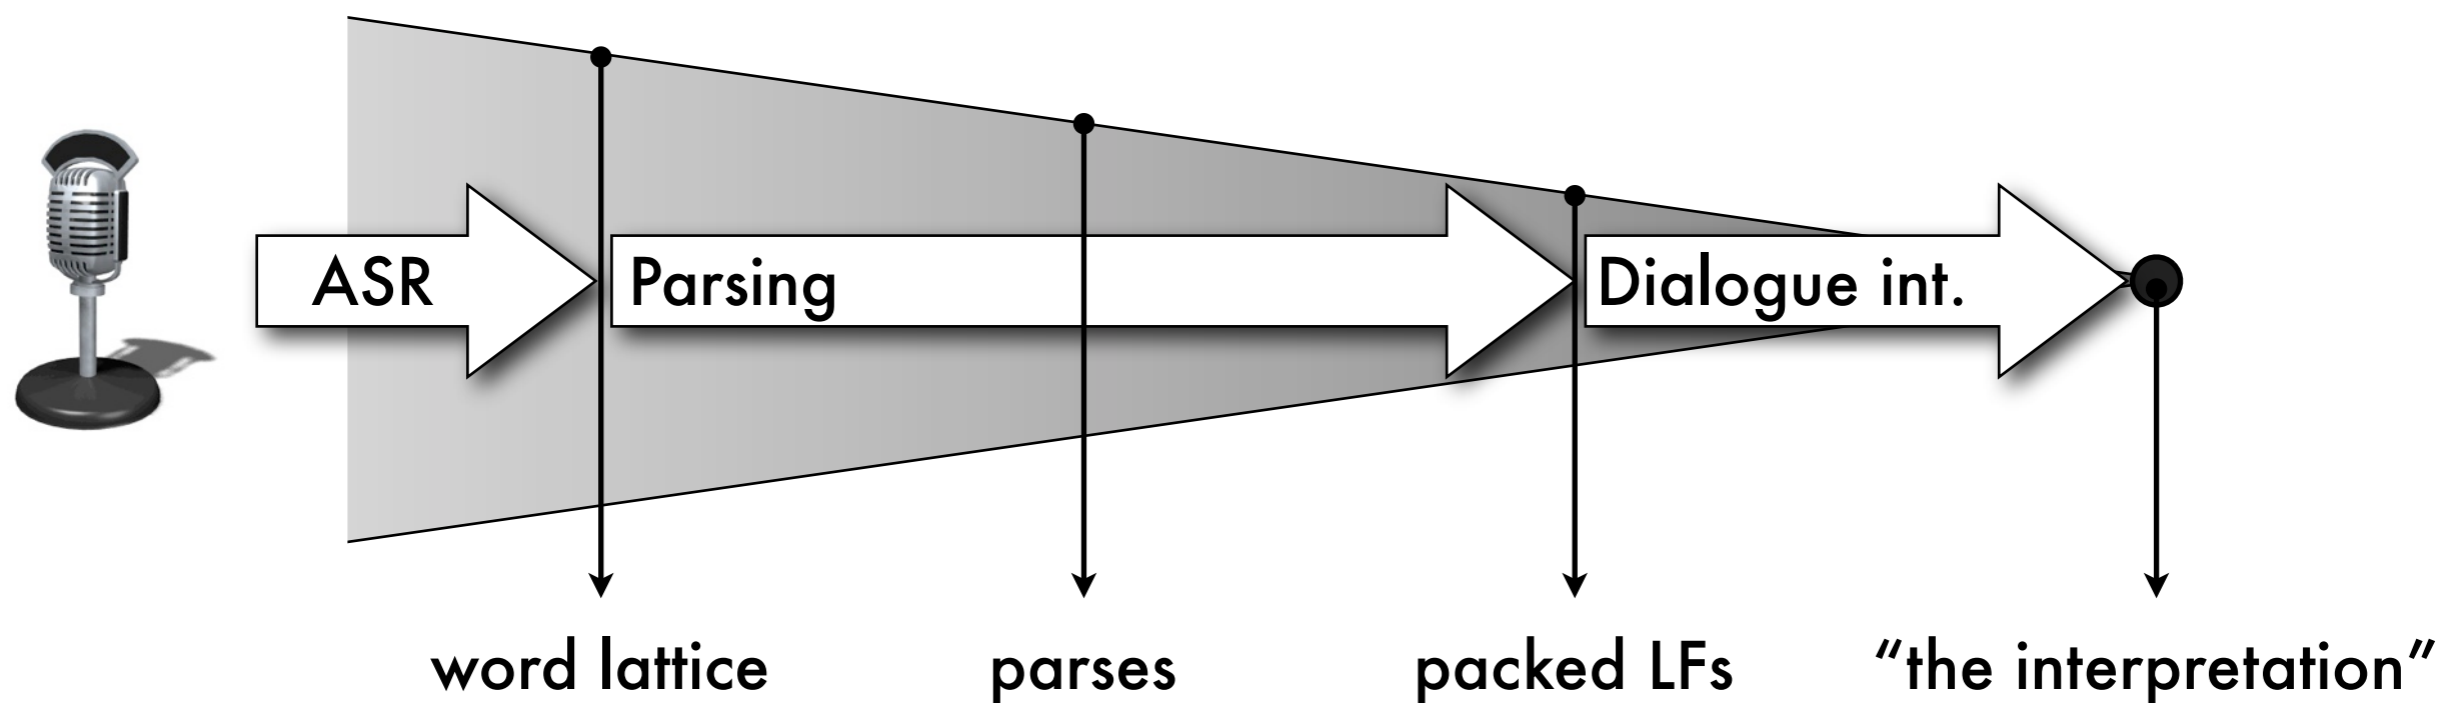 ASR
Parsing
Dialogue int.
word lattice
parses
packed LFs
“the interpretation”